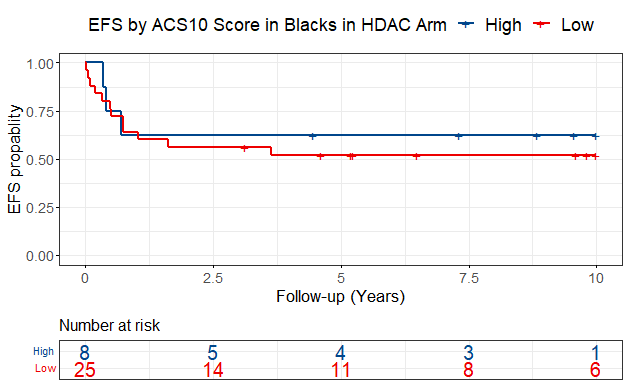 EFS by ACS10 Score in Blacks in HDAC Arm High Low
1.00
0.75
0.50
0.25
0.00
EFS propablity
0 2.5 5 7.5 10
Follow-up (Years)
Number at risk
High 8 5 4 3 1
Low 25 14 11 8 6